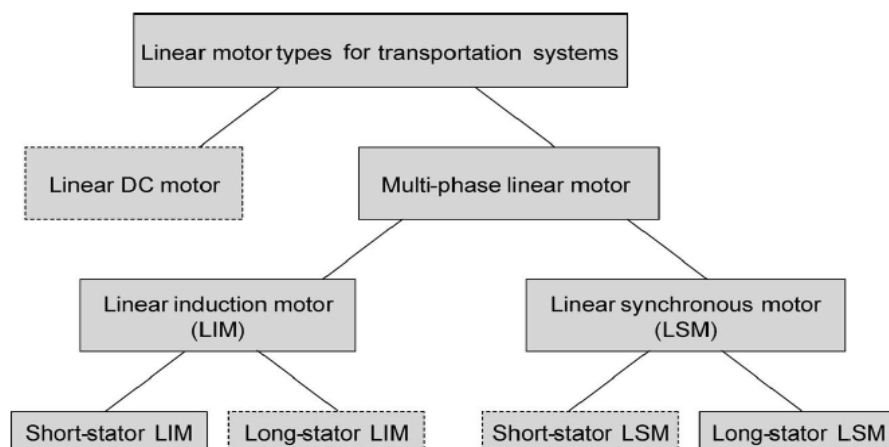 Linear motor types for transportation systems
Linear DC motor
Multi-phase linear motor
Linear induction motor
(LIM)
Linear synchronous motor
(LSM)
Short-stator LIM
Long-stator LIM
Short-stator LSM
Long-stator LSM